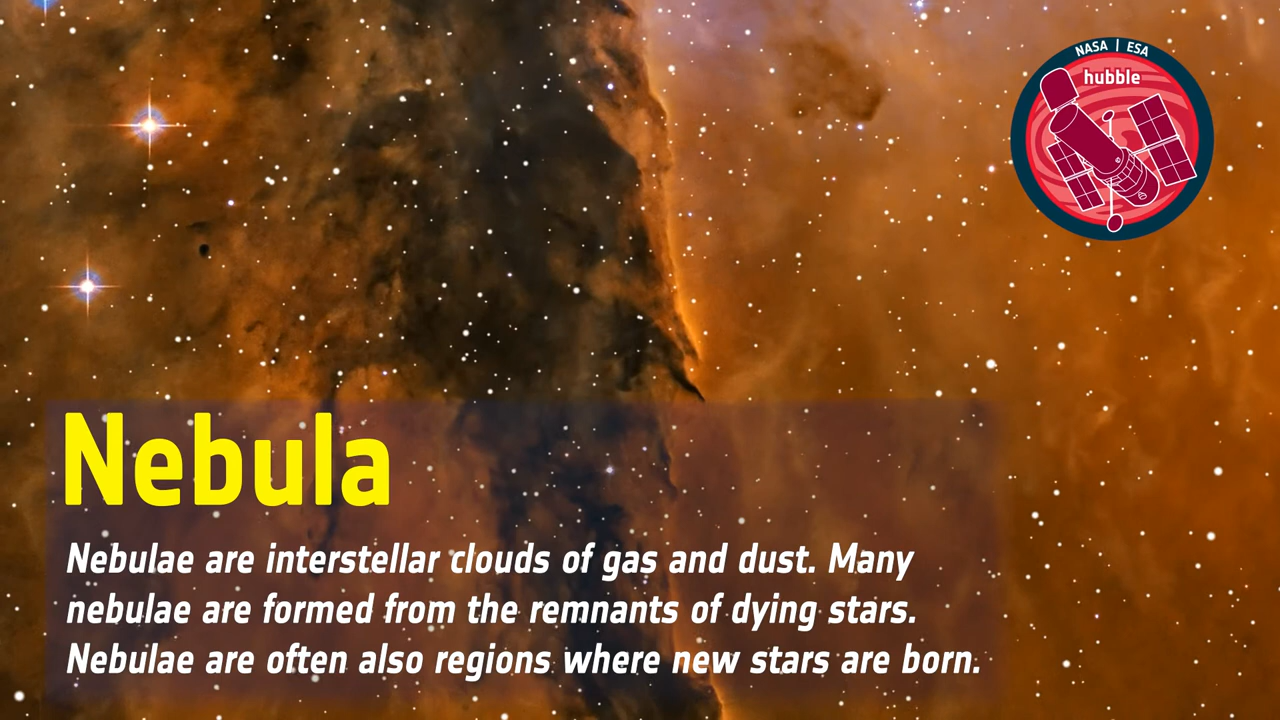 NASA | ESA
hubble
Nebula
Nebulae are interstellar clouds of gas and dust. Many
nebulae are formed from the remnants of dying stars.
Nebulae are often also regions where new stars are born.